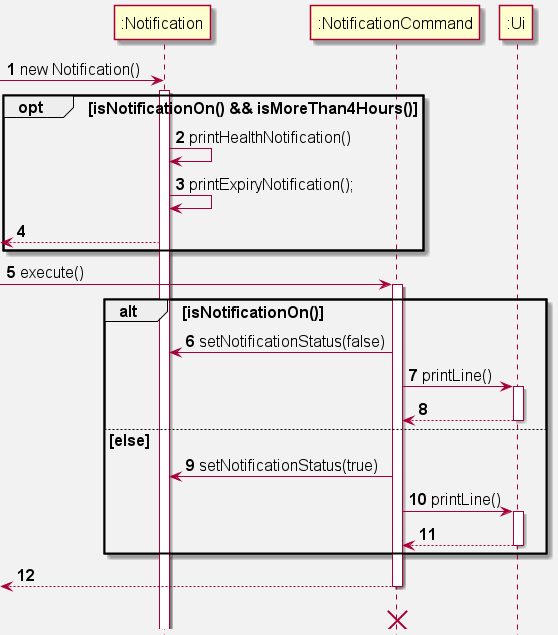 :Notification :NotificationCommand :Ui
1 new Notification()
opt [isNotificationOn() && isMoreThan4Hours()]
2 printHealthNotification()
3 printExpiryNotification();
4
5 execute()
alt [isNotificationOn()]
6 setNotificationStatus(false)
7 printLine()
8
[else]
9 setNotificationStatus(true)
10 printLine()
11
12